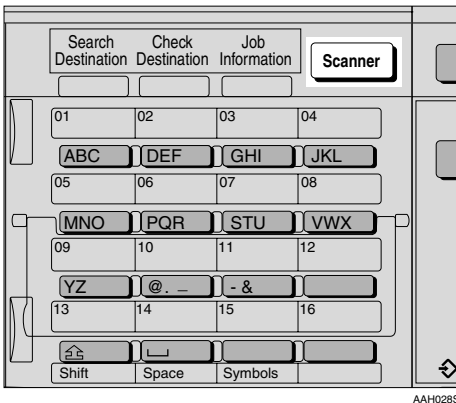 Search Destination
Check Destination
Job Information
Scanner
01 02 03 04
ABC DEF GHI JKL
05 06 07 08
MNO PQR STU VWX
09 10 11 12
YZ @. _ - &
13 14 15 16
Shift Space Symbols
AAH028S